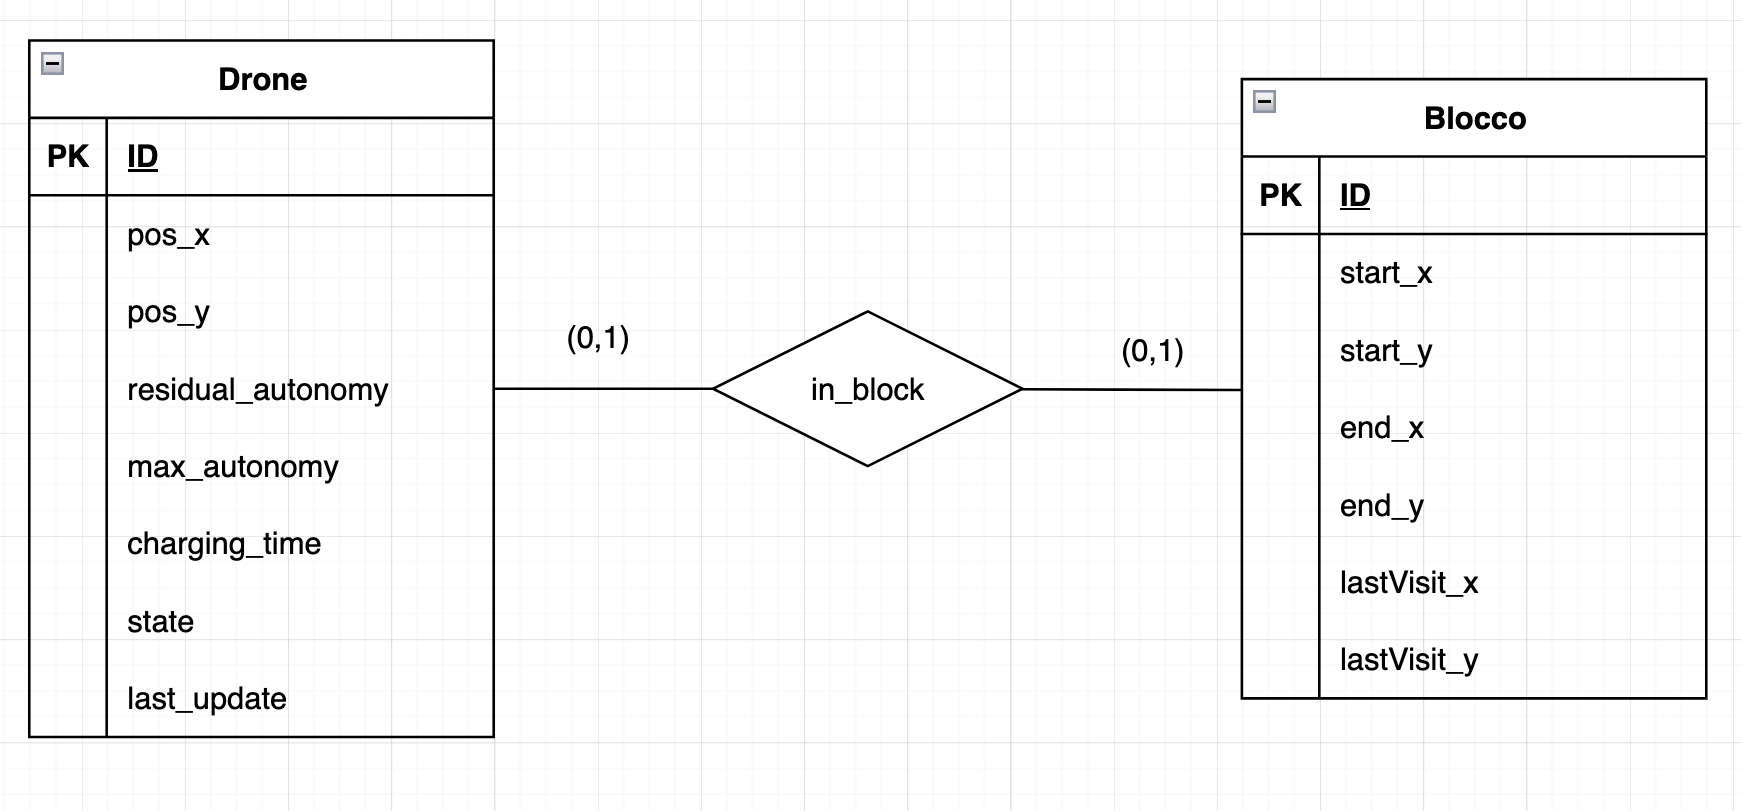 Drone
PK ID
pos_x
pos_y
residual_autonomy
max_autonomy
charging_time
state
last_update
(0,1)
in_block
(0,1)
Blocco
PK ID
start_x
start_y
end_x
end_y
lastVisit_x
lastVisit_y